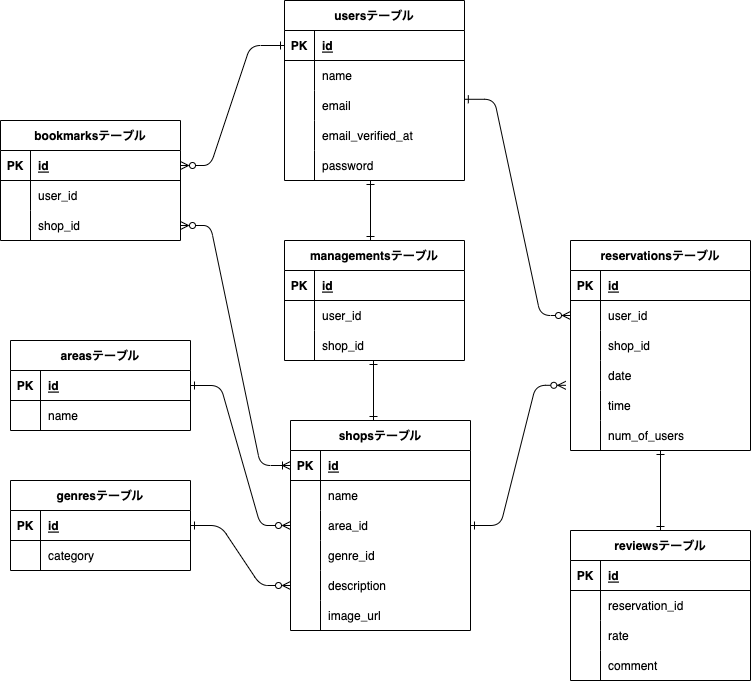 usersテーブル
PK id
name
email
email_verified_at
password
bookmarksテーブル
PK id
user_id
shop_id
managementsテーブル
PK id
user_id
shop_id
reservationsテーブル
PK id
user_id
shop_id
date
time
num_of_users
areasテーブル
PK id
name
shopsテーブル
PK id
name
area_id
genre_id
description
image_url
genresテーブル
PK id
category
reviewsテーブル
PK id
reservation_id
rate
comment